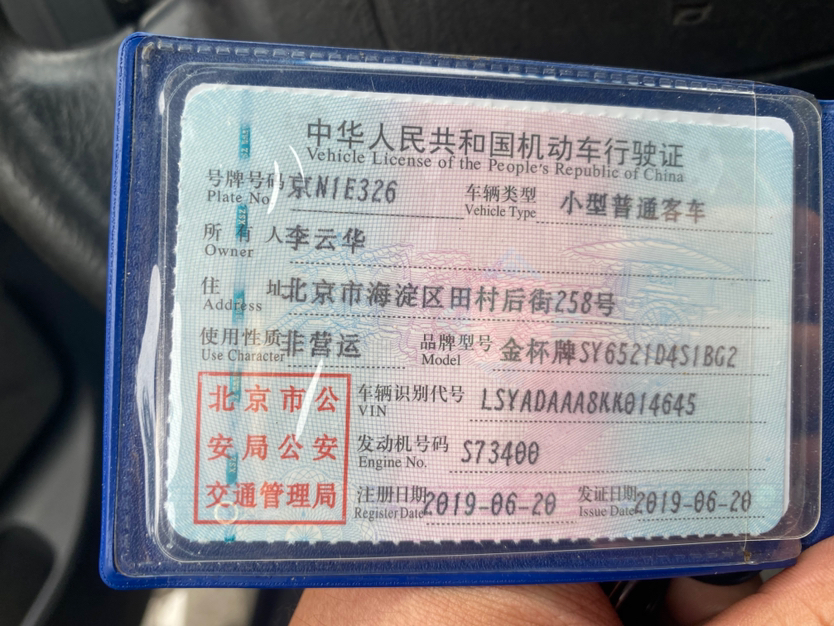 中华人民共和国机动车行驶证
Vehicle License of the People's Republic of China
号牌号码 京N1E326 车辆类型 小型普通客车
Plate No. Vehicle Type
所有人 李云华
Owner
住址 北京市海淀区田村后街258号
Address
使用性质 非营运 品牌型号 金杯牌SY6521D4S1BG2
Use Character Model
北京市公
安局公安
交通管理局
车辆识别代号 LSYADAAA8KK014645
VIN
发动机号码 S73400
Engine No.
注册日期 2019-06-20 发证日期 2019-06-20
Register Date Issue Date